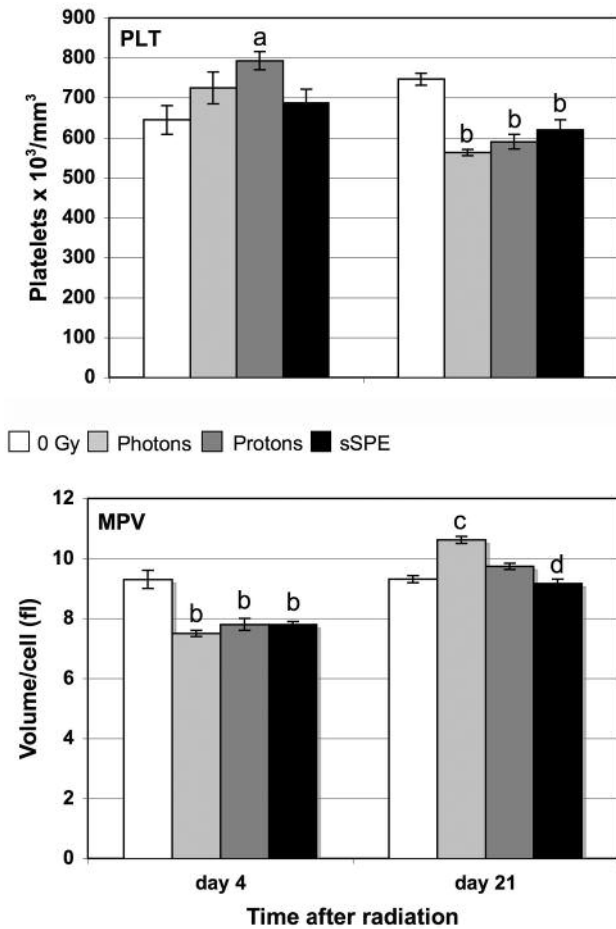 900
PLT
a
800
700
b
b
b
600
500
400
300
200
100
0
Platelets x 10³/mm³
0 Gy Photons Protons sSPE
12
MPV
c
d
10
b
b
b
8
6
4
2
0
Volume/cell (fl)
day 4 day 21
Time after radiation